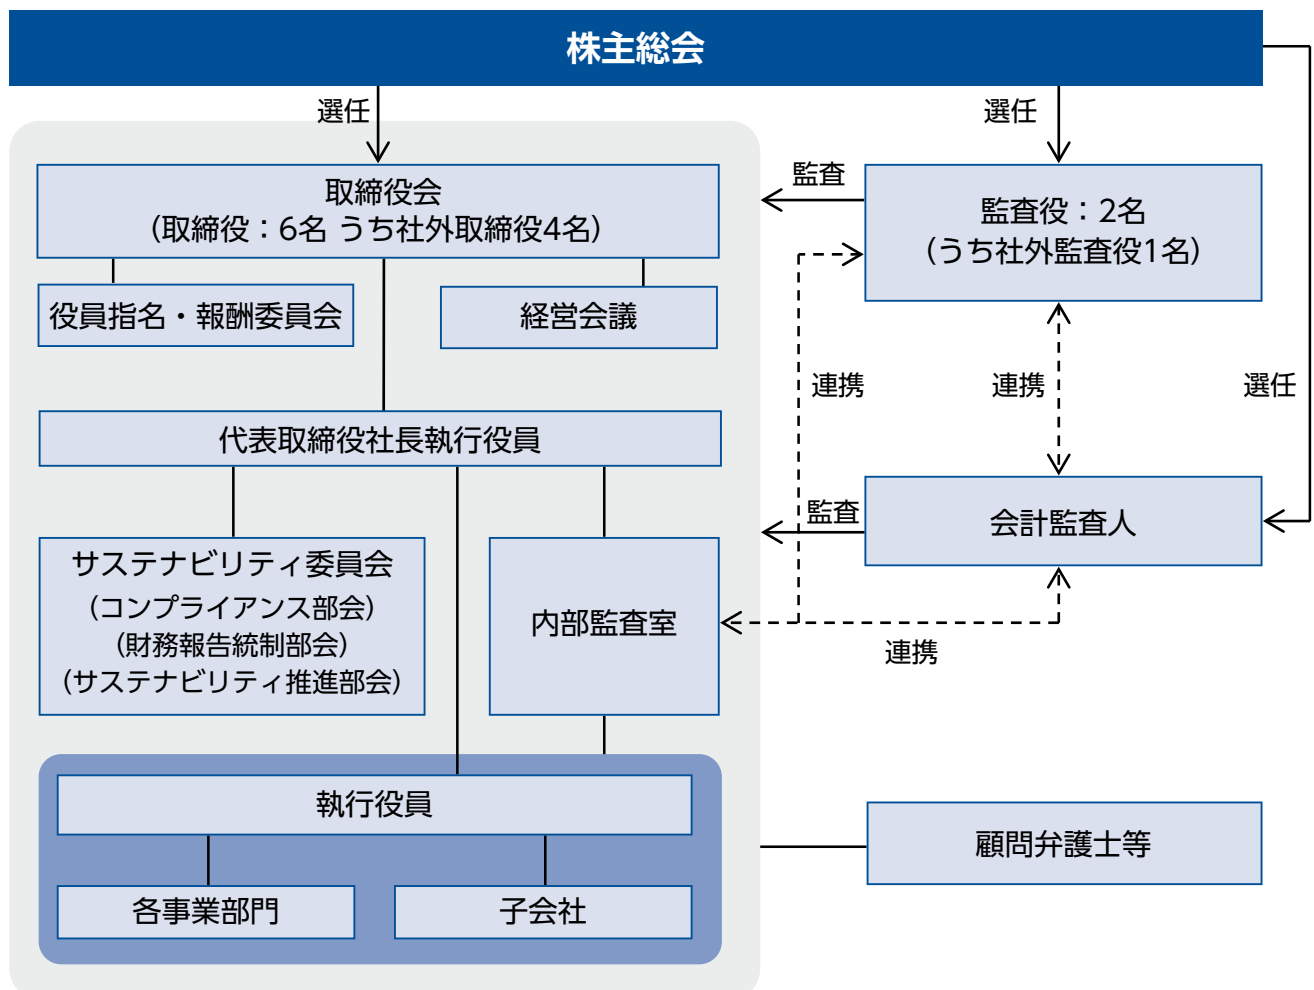 株主総会
選任
選任
取締役会
（取締役：6名 うち社外取締役4名）
監査
監査役：2名
（うち社外監査役1名）
役員指名・報酬委員会
経営会議
連携
連携
選任
代表取締役社長執行役員
監査
会計監査人
サステナビリティ委員会
（コンプライアンス部会）
（財務報告統制部会）
（サステナビリティ推進部会）
内部監査室
連携
執行役員
顧問弁護士等
各事業部門
子会社